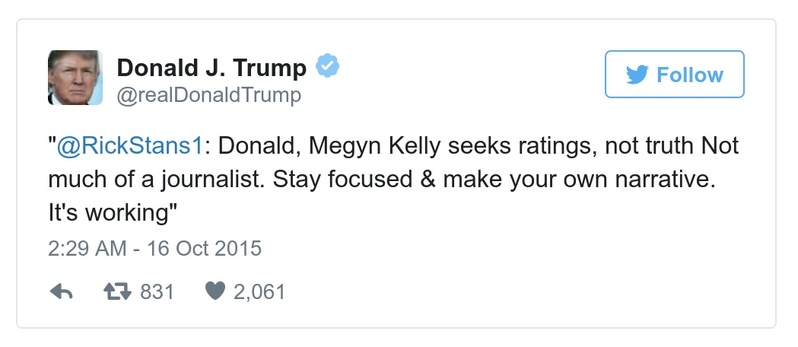 Donald J. Trump
@realDonaldTrump
Follow
"@RickStans1: Donald, Megyn Kelly seeks ratings, not truth Not
much of a journalist. Stay focused & make your own narrative.
It's working"
2:29 AM - 16 Oct 2015
831 2,061